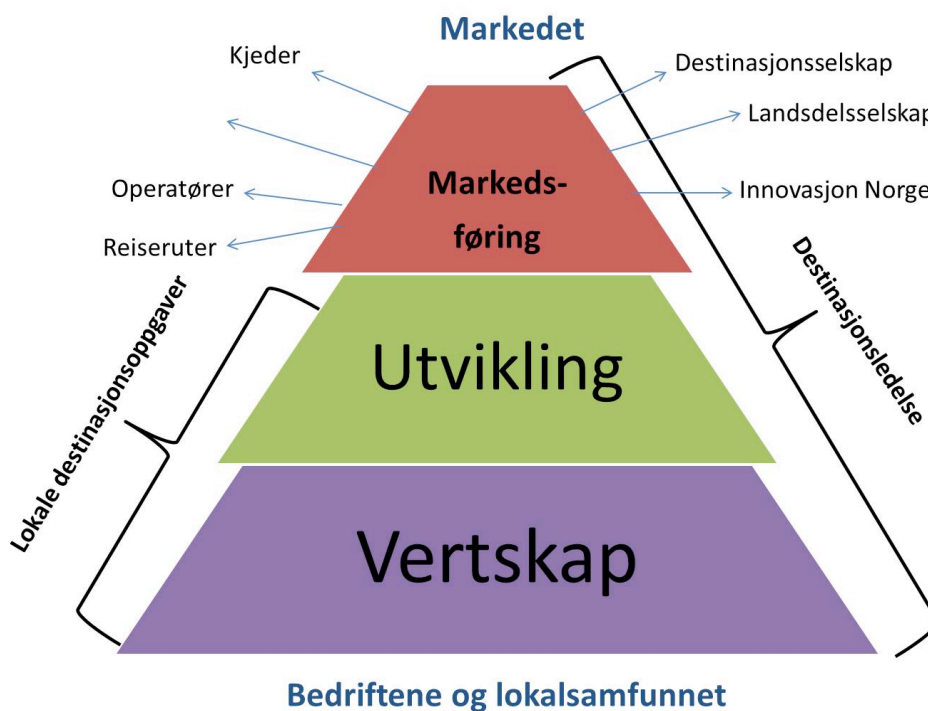 Markedet
Kjeder
Destinasjonsselskap
Landsdelsselskap
Operatører
Innovasjon Norge
Reiseruter
Markeds-
føring
Lokale destinasjonsoppgaver
Destinasjonsledelse
Utvikling
Vertskap
Bedriftene og lokalsamfunnet